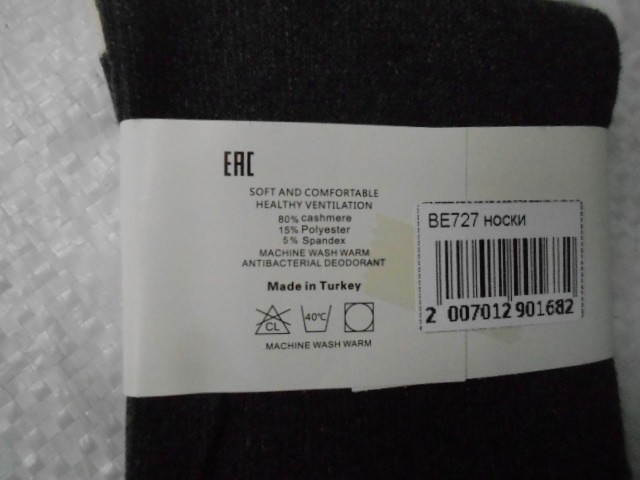 EAC
SOFT AND COMFORTABLE
HEALTHY VENTILATION
80% cashmere
15% Polyester
5% Spandex
MACHINE WASH WARM
ANTIBACTERIAL DEODORANT
Made in Turkey
CL
40℃
MACHINE WASH WARM
BE727 носки
2 007012 901682